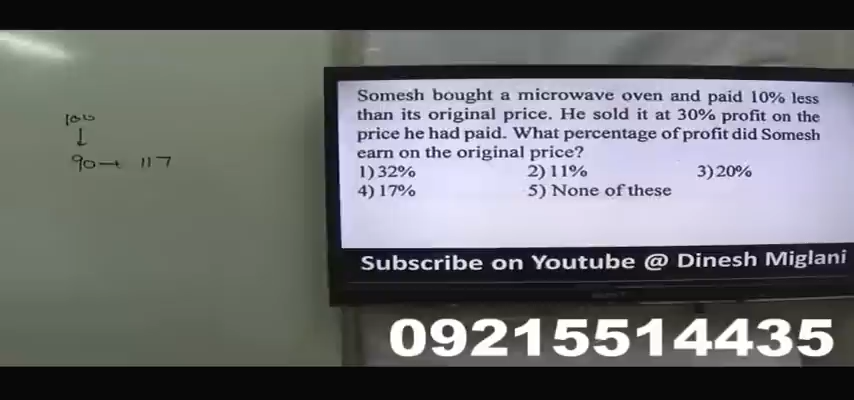 100
90→ 117
Somesh bought a microwave oven and paid 10% less
than its original price. He sold it at 30% profit on the
price he had paid. What percentage of profit did Somesh
earn on the original price?
1) 32% 2) 11% 3) 20%
4) 17% 5) None of these
Subscribe on Youtube @ Dinesh Miglani
09215514435